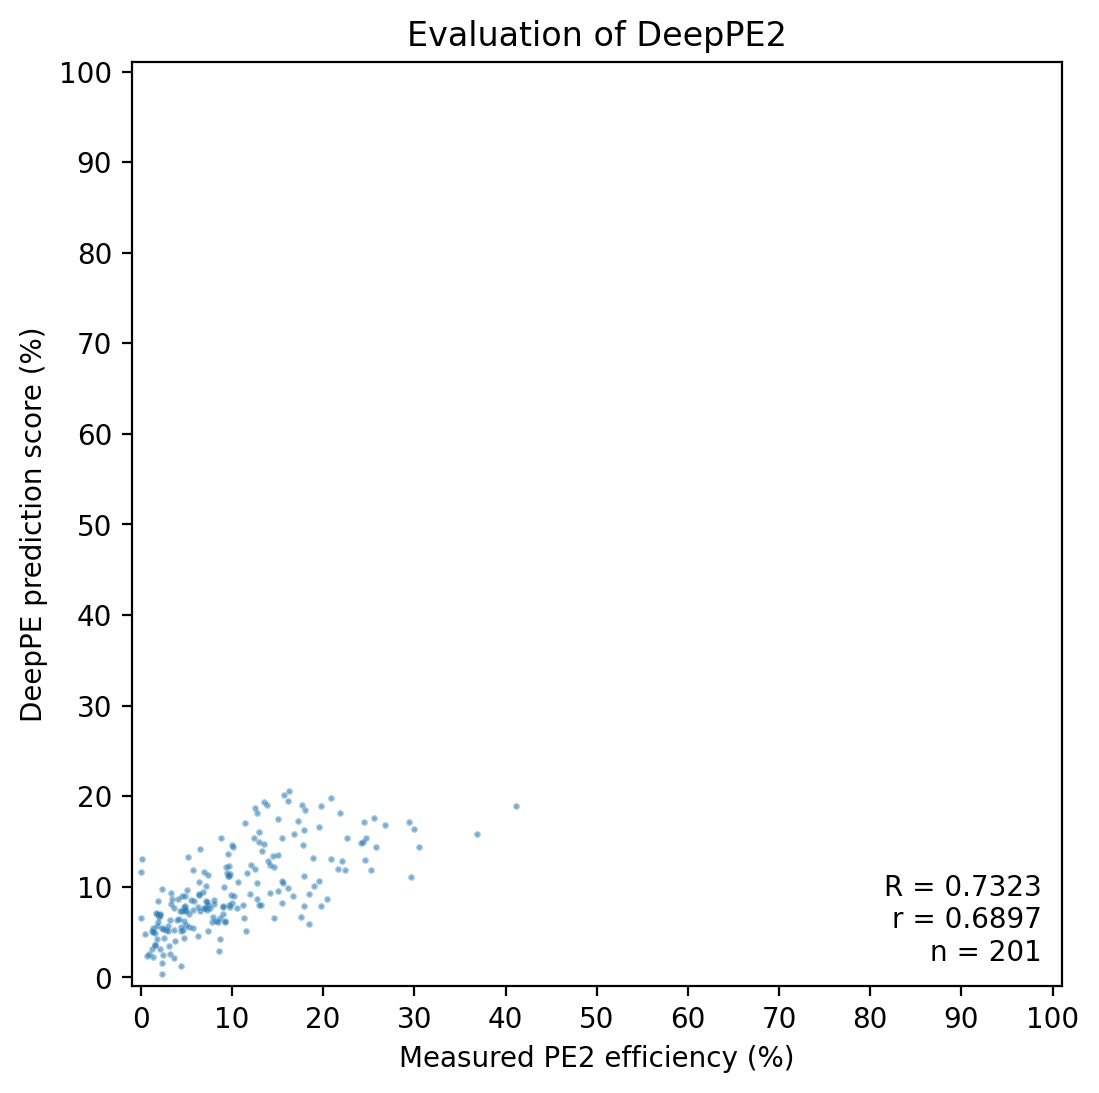 Evaluation of DeepPE2
100
90
80
70
60
50
40
30
20
10
0
DeepPE prediction score (%)
R = 0.7323
r = 0.6897
n = 201
0 10 20 30 40 50 60 70 80 90 100
Measured PE2 efficiency (%)